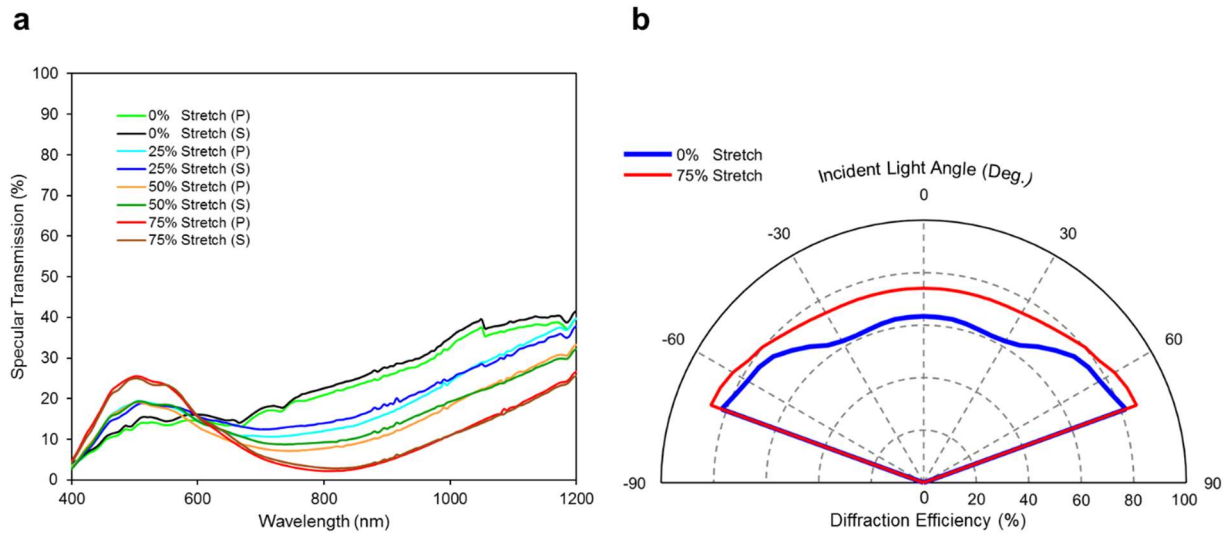 a
100
90
80
70
60
50
40
30
20
10
0
Specular Transmission (%)
0% Stretch (P)
0% Stretch (S)
25% Stretch (P)
25% Stretch (S)
50% Stretch (P)
50% Stretch (S)
75% Stretch (P)
75% Stretch (S)
400 600 800 1000 1200
Wavelength (nm)
b
0% Stretch
75% Stretch
Incident Light Angle (Deg.)
0
-30 30
-60 60
-90 90
0 20 40 60 80 100
Diffraction Efficiency (%)